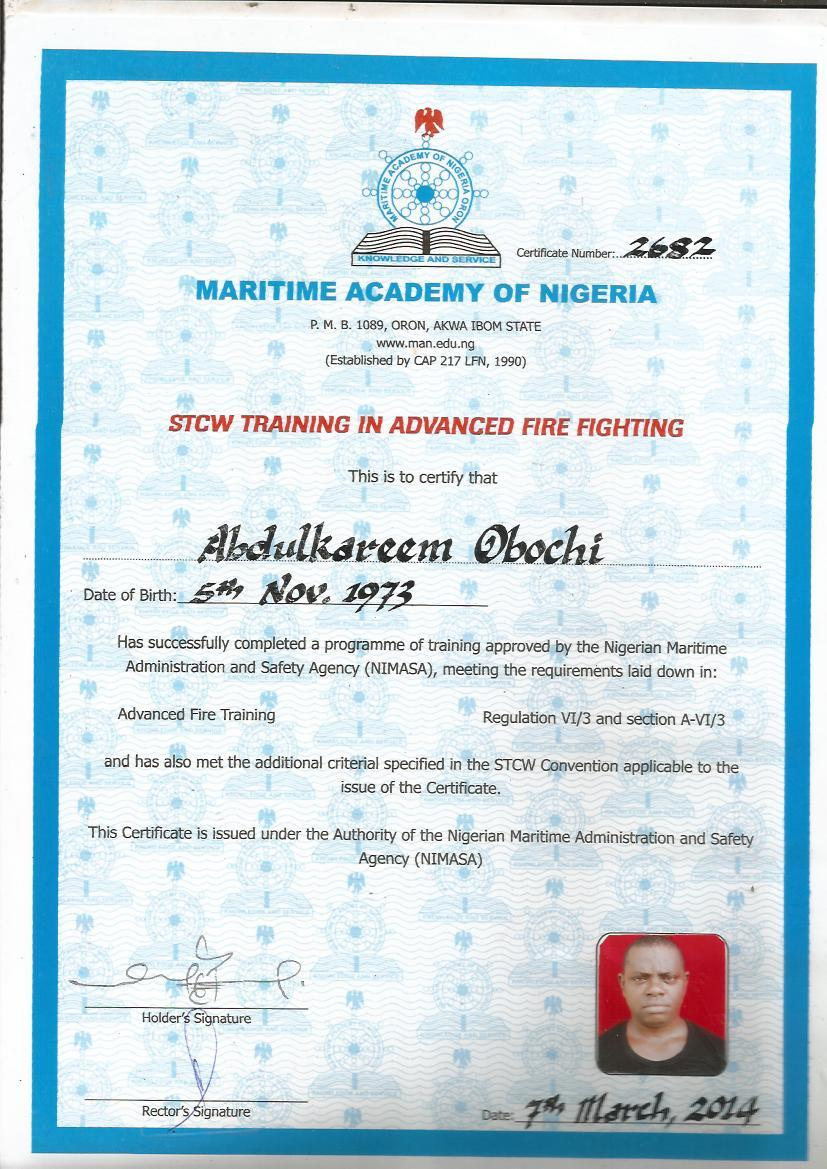 MARITIME ACADEMY OF NIGERIA ORON
KNOWLEDGE AND SERVICE
Certificate Number:...2682
MARITIME ACADEMY OF NIGERIA
P. M. B. 1089, ORON, AKWA IBOM STATE
www.man.edu.ng
(Established by CAP 217 LFN, 1990)
STCW TRAINING IN ADVANCED FIRE FIGHTING
This is to certify that
Abdulkareem Obochi
Date of Birth: 5th Nov. 1973
Has successfully completed a programme of training approved by the Nigerian Maritime
Administration and Safety Agency (NIMASA), meeting the requirements laid down in:
Advanced Fire Training Regulation VI/3 and section A-VI/3
and has also met the additional criterial specified in the STCW Convention applicable to the
issue of the Certificate.
This Certificate is issued under the Authority of the Nigerian Maritime Administration and Safety
Agency (NIMASA)
Holder's Signature
Rector's Signature
Date: 7th March, 2014